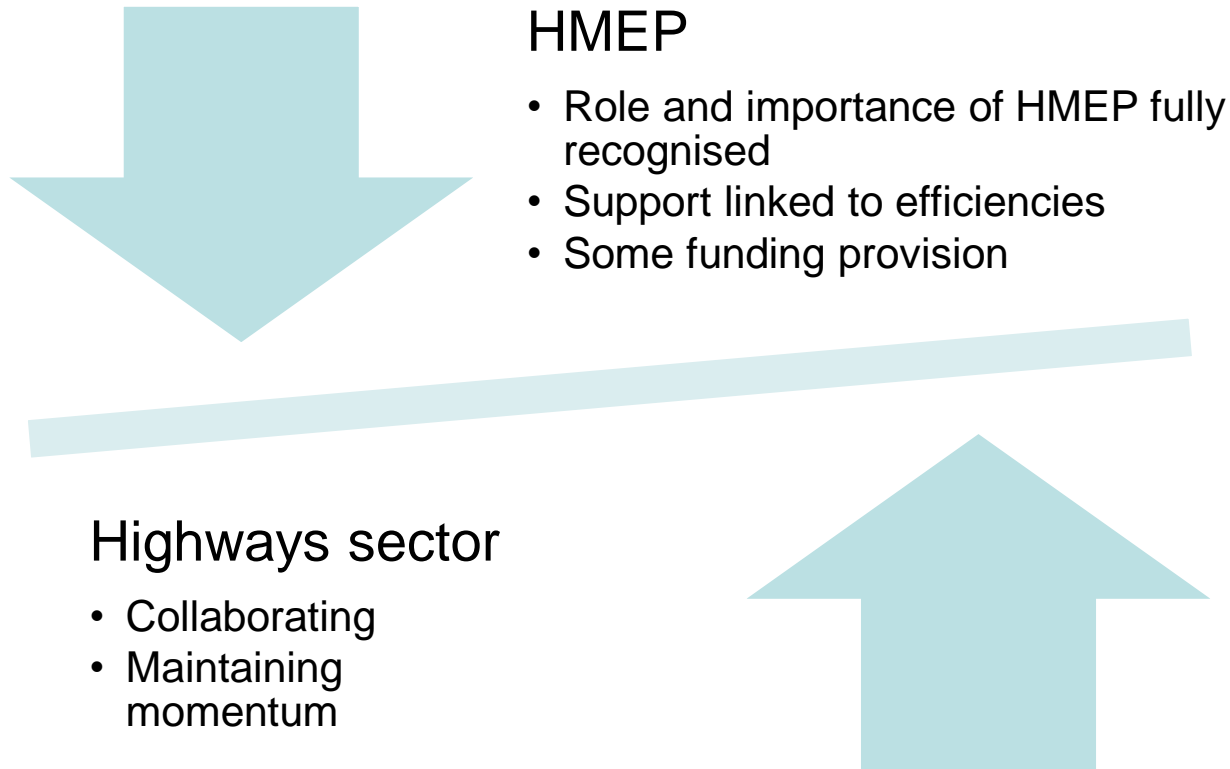 HMEP
• Role and importance of HMEP fully
recognised
• Support linked to efficiencies
• Some funding provision
Highways sector
• Collaborating
• Maintaining
momentum